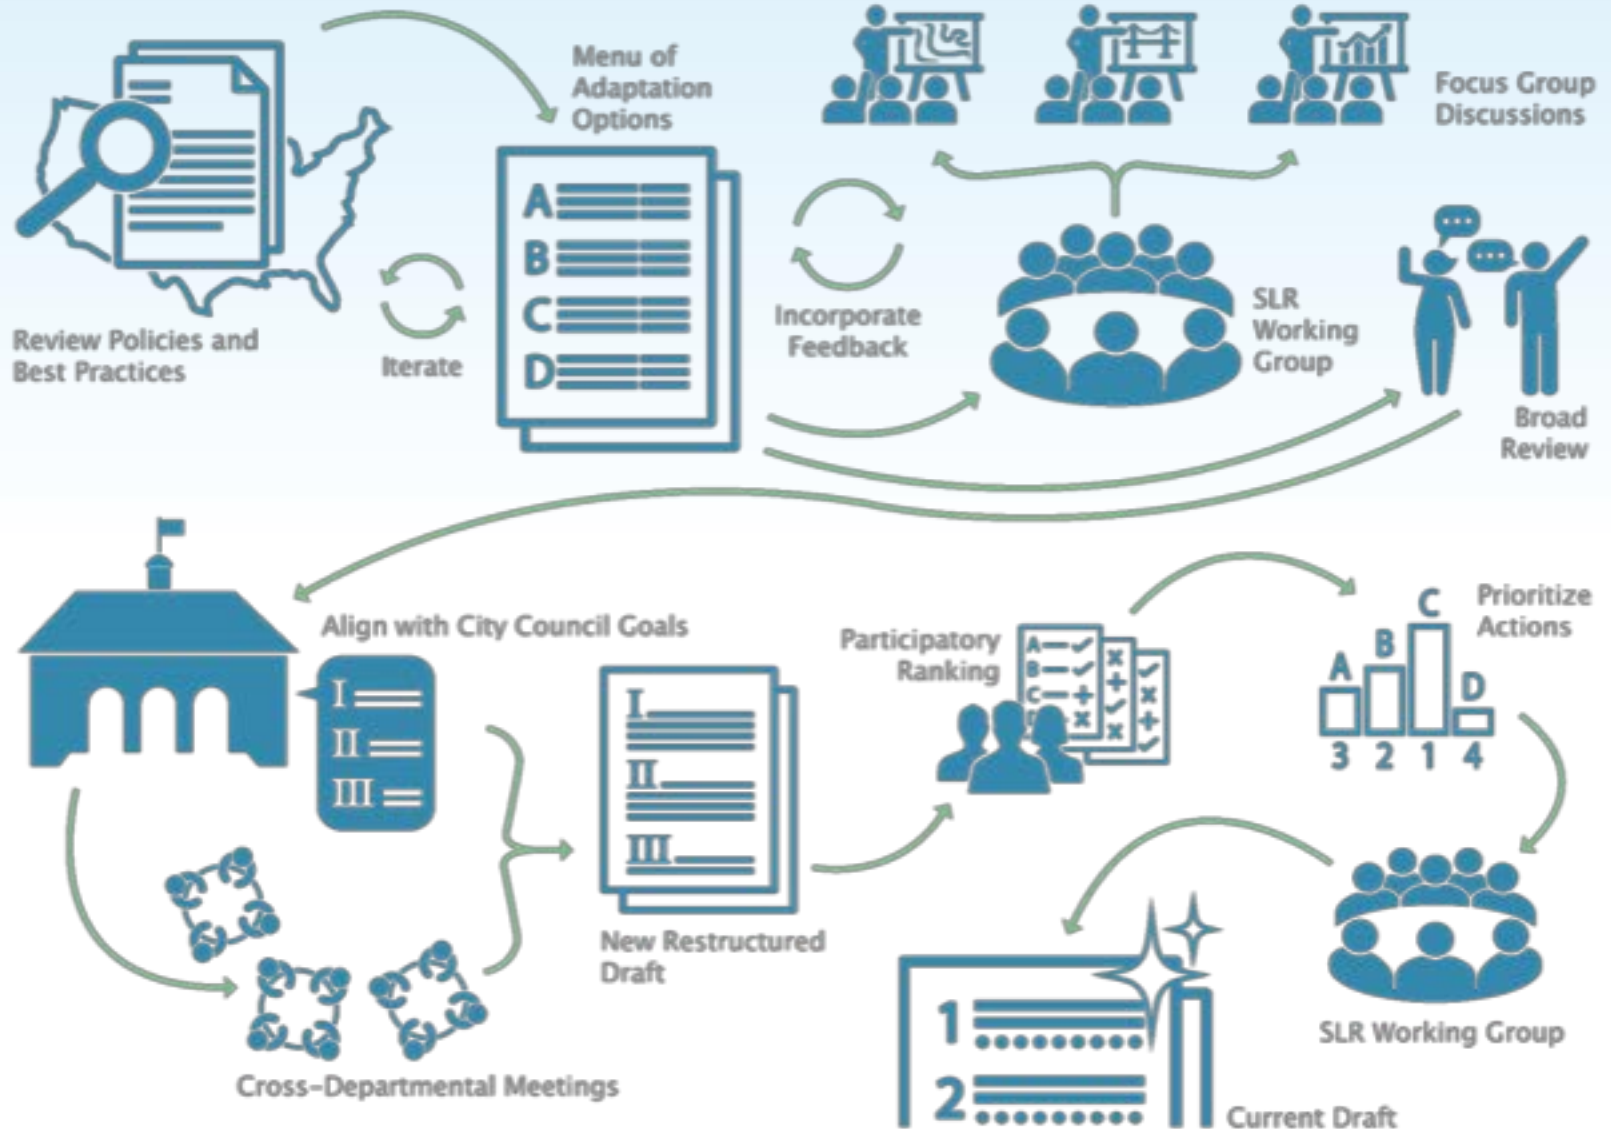 Menu of
Adaptation
Options
Focus Group
Discussions
A
B
C
D
Review Policies and
Best Practices
Iterate
Incorporate
Feedback
SLR
Working
Group
Broad
Review
Align with City Council Goals
I
II
III
I
II
III
New Restructured
Draft
Cross-Departmental Meetings
Participatory
Ranking
A
B
C
D
Prioritize
Actions
C
B
A
D
3 2 1 4
SLR Working Group
1
2
Current Draft